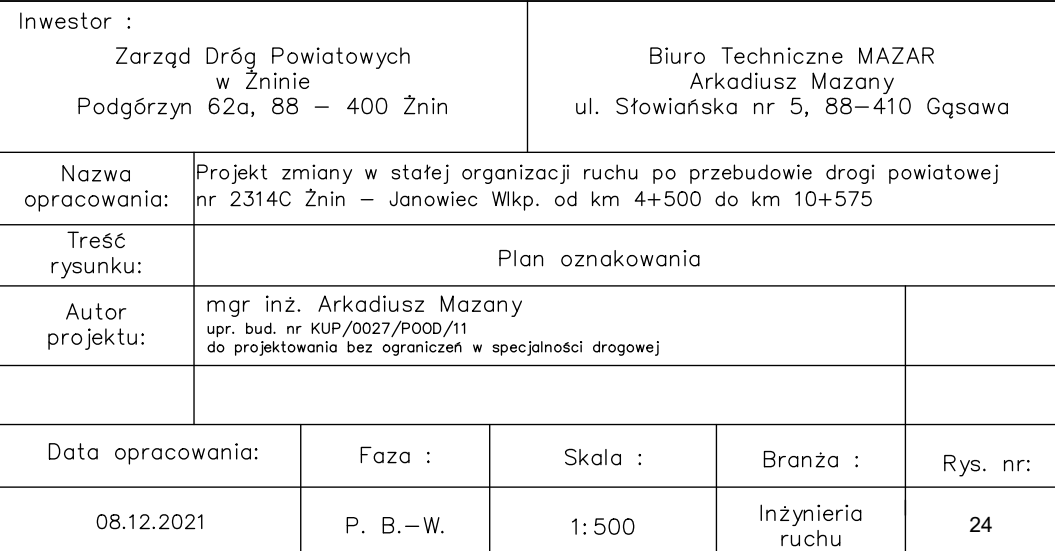 Inwestor :
Zarząd Dróg Powiatowych
w Żninie
Podgórzyn 62a, 88 – 400 Żnin
Biuro Techniczne MAZAR
Arkadiusz Mazany
ul. Słowiańska nr 5, 88–410 Gąsawa
Nazwa
opracowania:
Projekt zmiany w stałej organizacji ruchu po przebudowie drogi powiatowej
nr 2314C Żnin – Janowiec Wlkp. od km 4+500 do km 10+575
Treść
rysunku:
Plan oznakowania
Autor
projektu:
mgr inż. Arkadiusz Mazany
upr. bud. nr KUP/0027/POOD/11
do projektowania bez ograniczeń w specjalności drogowej
Data opracowania:
Faza :
Skala :
Branża :
Rys. nr:
08.12.2021
P. B.–W.
1:500
Inżynieria
ruchu
24